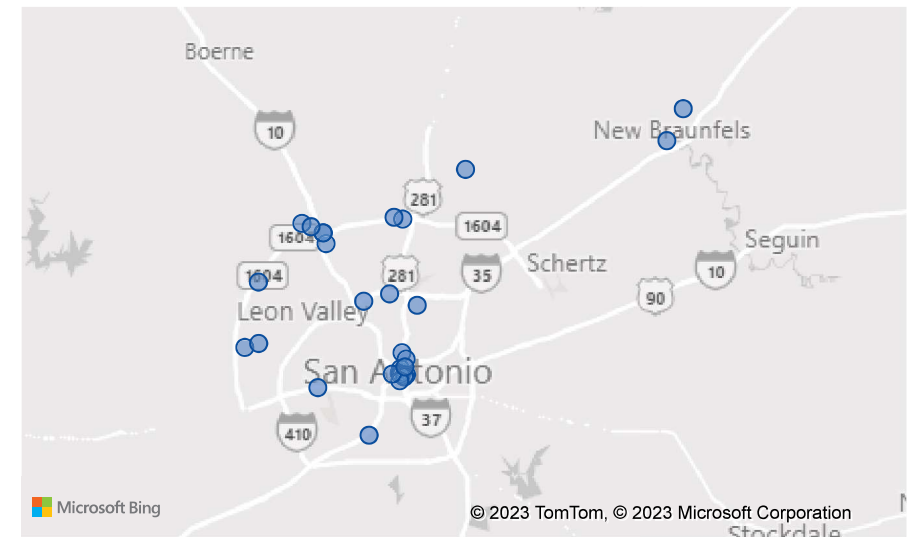 Boerne
10
New Braunfels
281
1604
1604
Seguin
Schertz
10
1604
281
35
90
Leon Valley
San Antonio
37
410
Microsoft Bing
© 2023 TomTom, © 2023 Microsoft Corporation
Stockdale